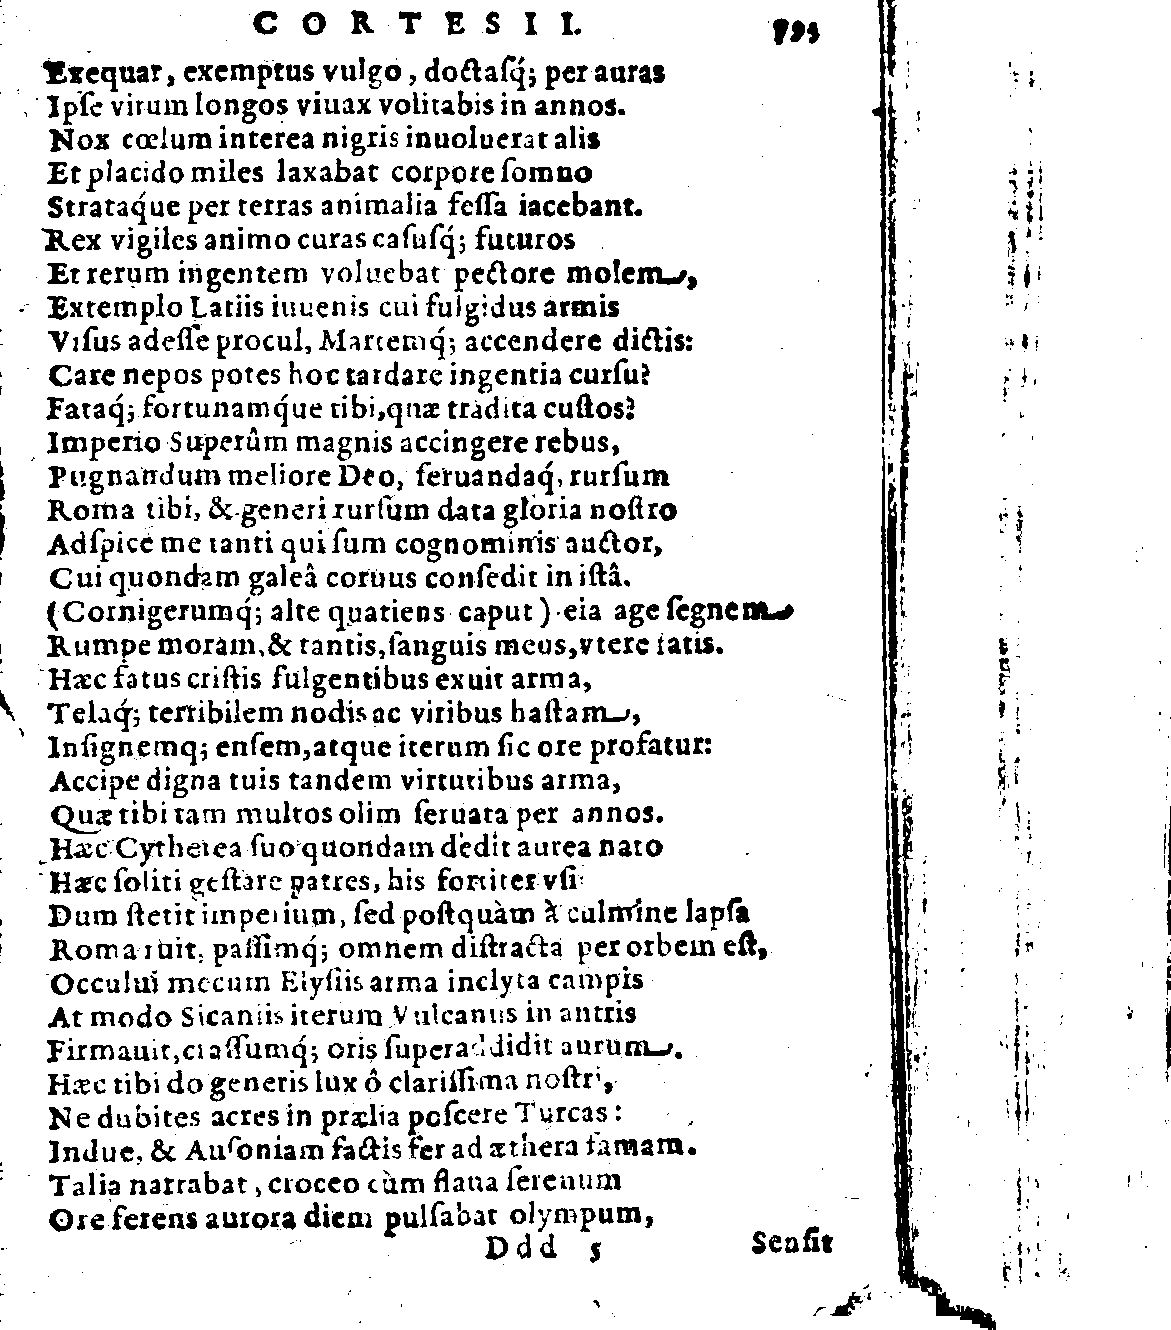 CORTESII. 793
Exequar, exemptus vulgo, doctaſq́; per auras
Ipſe virum longos viuax volitabis in annos.
Nox cœlum interea nigris inuoluerat alis
Et placido miles laxabat corpore ſomno
Strataq́ue per terras animalia feſſa iacebant.
Rex vigiles animo curas caſuſq́; futuros
Et rerum ingentem voluebat pectore molem,
Extemplo Latiis iuuenis cui fulgidus armis
Viſus adeſſe procul, Martemq́; accendere dictis:
Care nepos potes hoc tardare ingentia curſu?
Fataq́; fortunamq́ue tibi, quæ tradita cuſtos?
Imperio Superûm magnis accingere rebus,
Pugnandum meliore Deo, ſeruandaq́, rurſum
Roma tibi, & generi rurſum data gloria noſtro
Adſpice me tanti qui ſum cognominis auctor,
Cui quondam galeâ coruus conſedit in iſtâ.
(Cornigerumq́; alte quatiens caput) eia age ſegnem
Rumpe moram, & tantis, ſanguis meus, vtere fatis.
Hæc fatus criſtis fulgentibus exuit arma,
Telaq́; terribilem nodis ac viribus haſtam,
Inſignemq; enſem, atque iterum ſic ore profatur:
Accipe digna tuis tandem virtutibus arma,
Quæ tibi tam multos olim ſeruata per annos.
Hæc Cytherea ſuo quondam dedit aurea nato
Hæc ſoliti geſtare patres, his fortiter vſi
Dum ſtetit imperium, ſed poſtquàm à culmine lapſa
Roma ruit, paſſimq́; omnem diſtracta per orbem eſt,
Occului mecum Elyſiis arma inclyta campis
At modo Sicaniis iterum Vulcanus in antris
Firmauit, craſſumq́; oris ſuperaddidit aurum.
Hæc tibi do generis lux ô clariſſima noſtri,
Ne dubites acres in prælia poſcere Turcas:
Indue, & Auſoniam factis fer ad æthera famam.
Talia narrabat, croceo cùm flaua ſerenum
Ore ferens aurora diem pulſabat olympum,
Ddd 5 Senſit